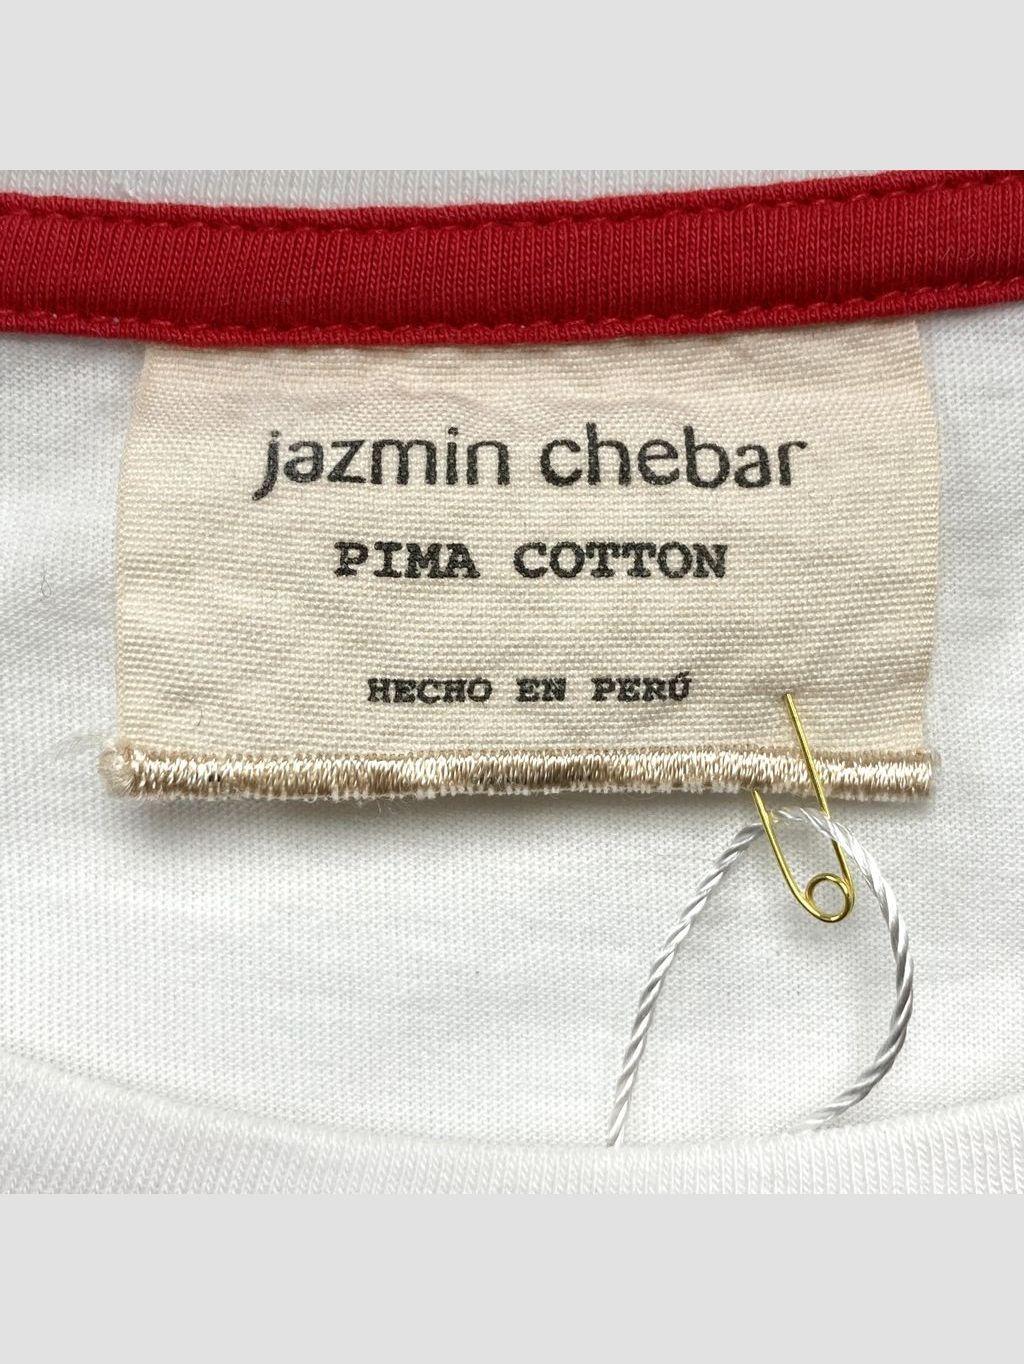 jazmin chebar
PIMA COTTON
HECHO EN PERÚ